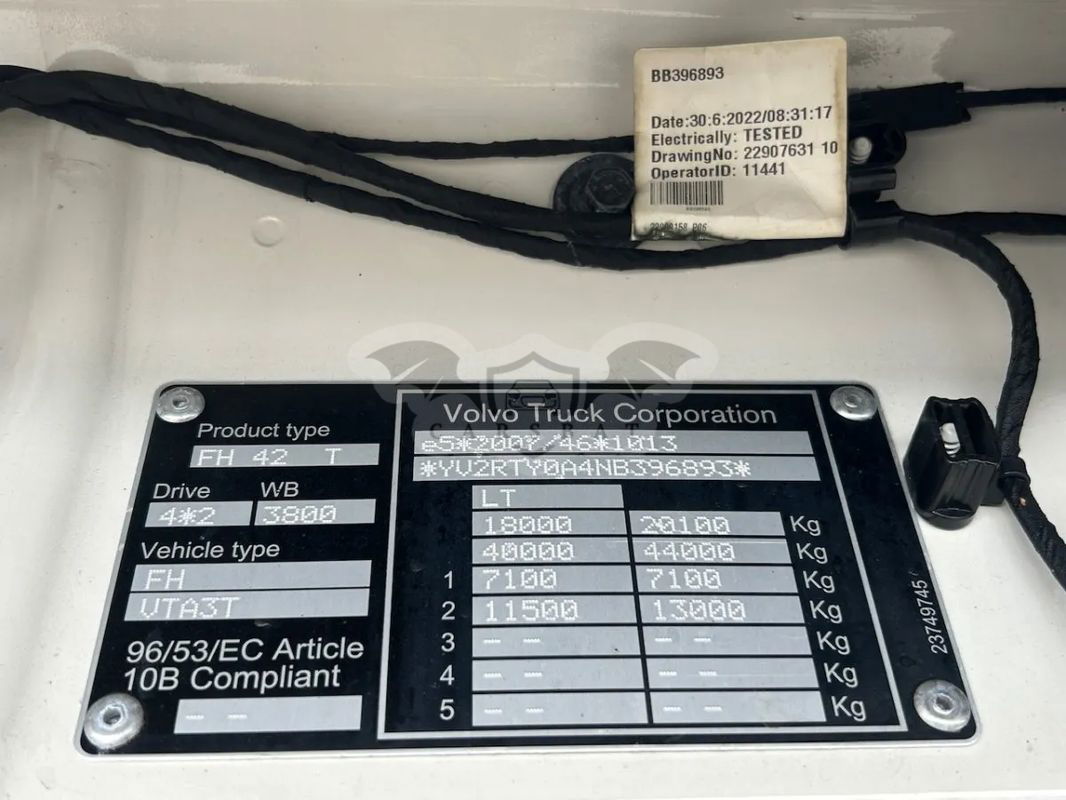 BB396893
Date:30:6:2022/08:31:17
Electrically: TESTED
DrawingNo: 22907631 10
OperatorID: 11441
P05
CARSBAT
Volvo Truck Corporation
e5*2007/46*1013
*YV2RTY0A4NB396893*
Product type
FH 42 T
Drive WB
4*2 3800
Vehicle type
FH
VTA3T
96/53/EC Article
10B Compliant
-- --
LT
18000 20100 Kg
40000 44000 Kg
1 7100 7100 Kg
2 11500 13000 Kg
3 -- -- -- -- Kg
4 -- -- -- -- Kg
5 -- -- -- -- Kg
23749745